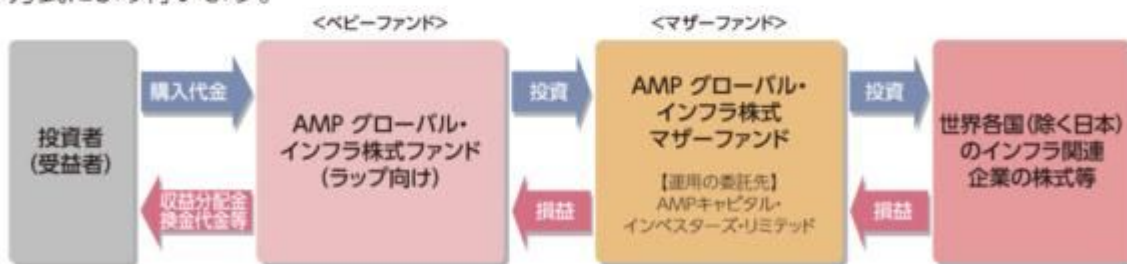 <ベビーファンド>
<マザーファンド>
投資者
(受益者)
購入代金
収益分配金
換金代金等
AMP グローバル・
インフラ株式ファンド
(ラップ向け)
投資
損益
AMP グローバル・
インフラ株式
マザーファンド
【運用の委託先】
AMPキャピタル・
インベスターズ・リミテッド
投資
損益
世界各国(除く日本)
のインフラ関連
企業の株式等